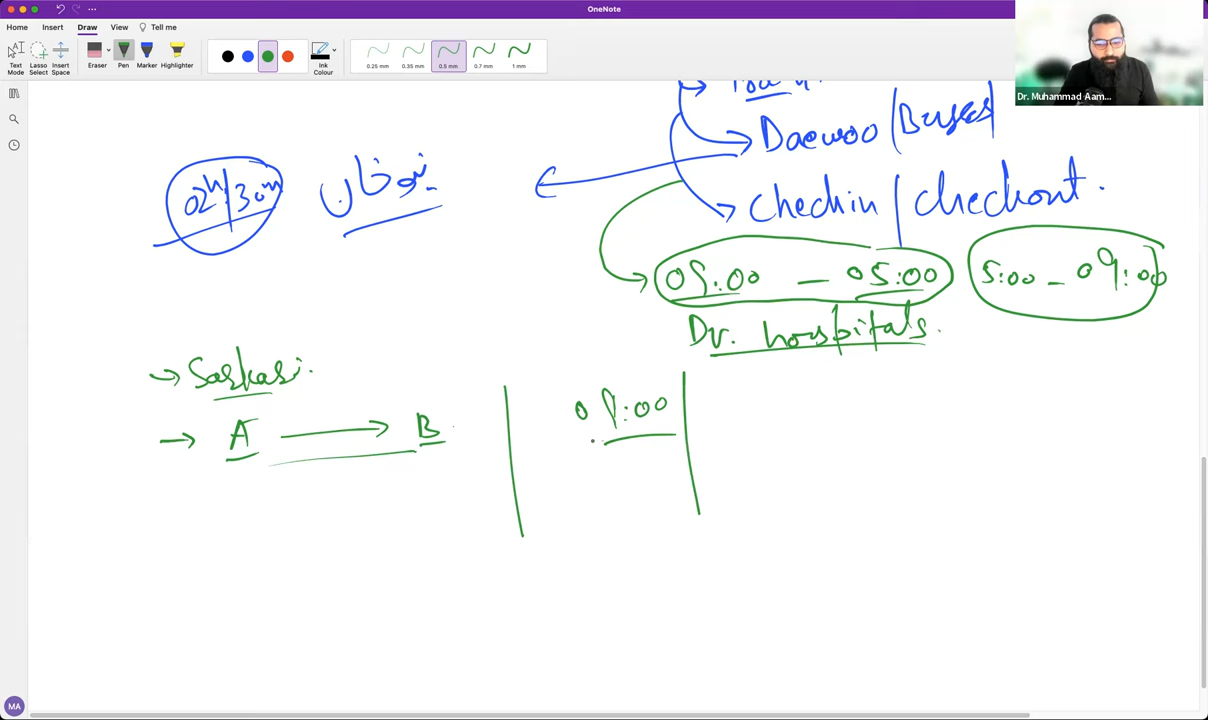 OneNote
Home Insert Draw View Tell me
Text Mode
Lasso Select
Insert Space
Eraser
Pen
Marker
Highlighter
Ink Colour
0.25 mm
0.35 mm
0.5 mm
0.7 mm
1 mm
Dr. Muhammad Aam...
Daewoo | Buses
02h | 30m
Checkin | Checkout.
09:00 – 05:00
5:00 – 09:00
Dr. hospitals.
→ Sarkari.
09:00
→ A → B
MA